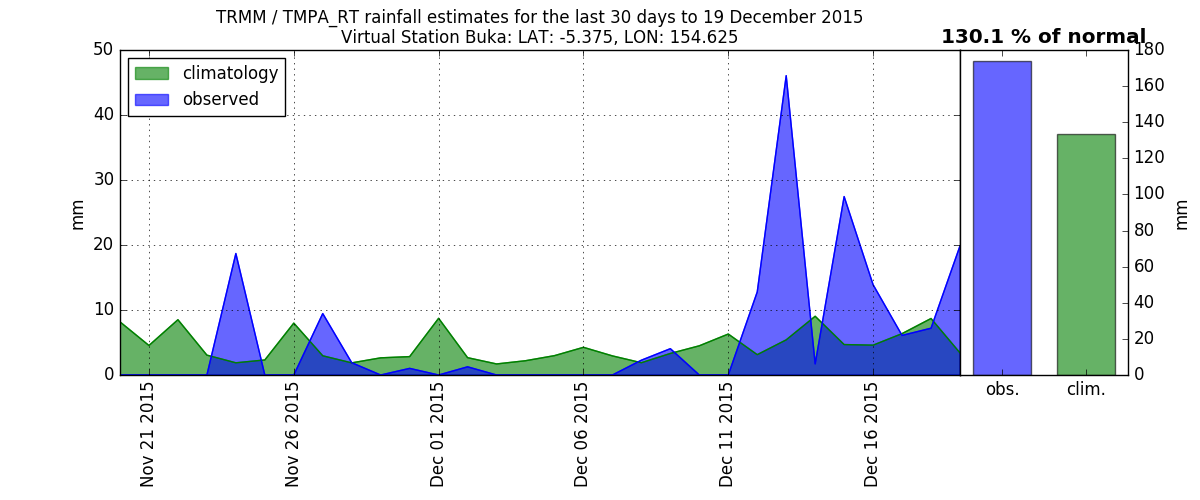 TRMM / TMPA_RT rainfall estimates for the last 30 days to 19 December 2015
Virtual Station Buka: LAT: -5.375, LON: 154.625
130.1 % of normal
climatology
observed
50
40
30
20
10
0
mm
Nov 21 2015
Nov 26 2015
Dec 01 2015
Dec 06 2015
Dec 11 2015
Dec 16 2015
180
160
140
120
100
80
60
40
20
0
mm
obs.
clim.